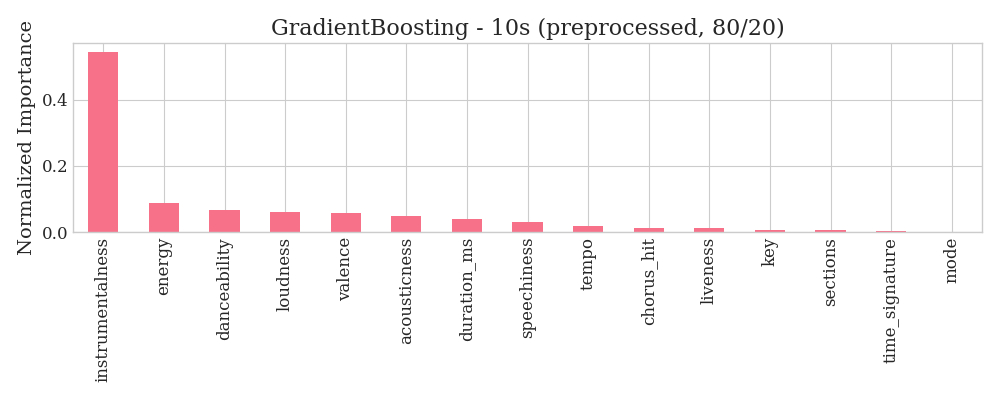 GradientBoosting - 10s (preprocessed, 80/20)
Normalized Importance
0.4
0.2
0.0
instrumentalness
energy
danceability
loudness
valence
acousticness
duration_ms
speechiness
tempo
chorus_hit
liveness
key
sections
time_signature
mode